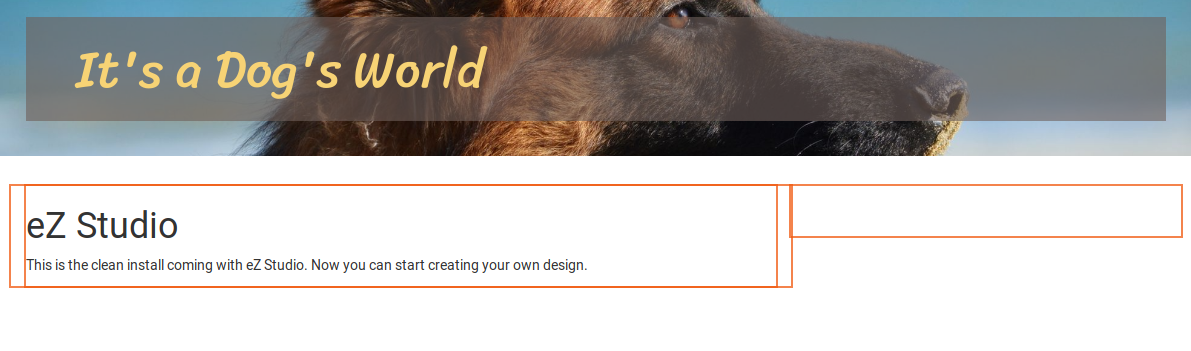 It's a Dog's World
eZ Studio
This is the clean install coming with eZ Studio. Now you can start creating your own design.